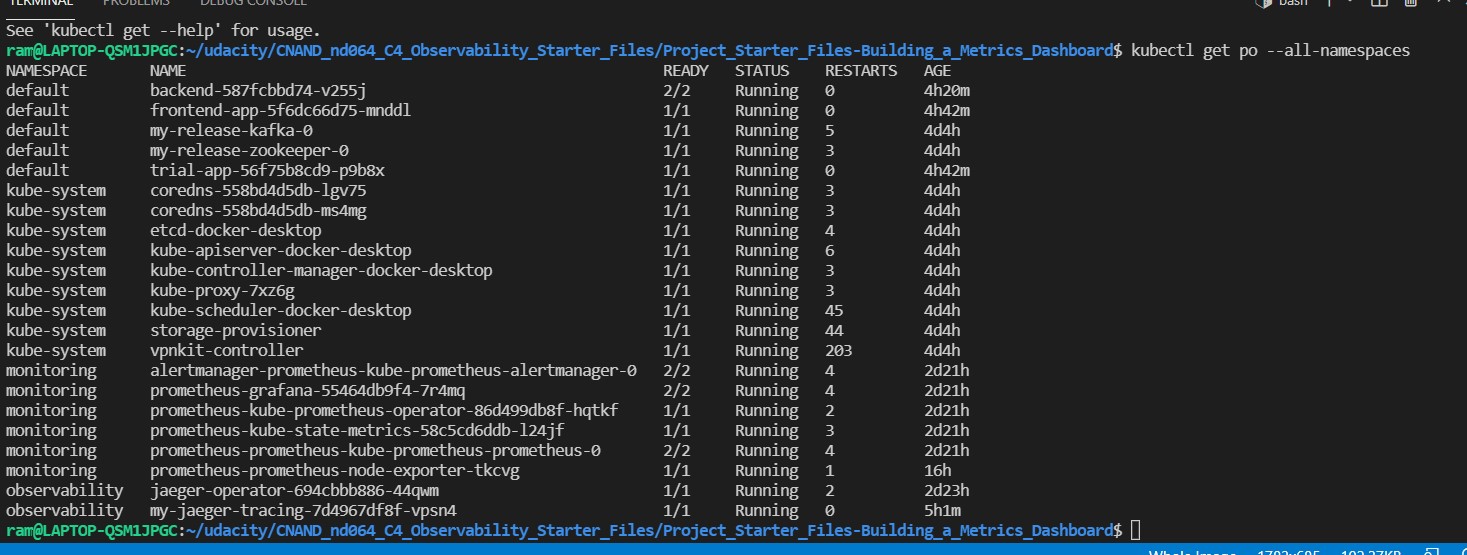 TERMINAL PROBLEMS DEBUG CONSOLE bash
See 'kubectl get --help' for usage.
ram@LAPTOP-QSM1JPGC:~/udacity/CNAND_nd064_C4_Observability_Starter_Files/Project_Starter_Files-Building_a_Metrics_Dashboard$ kubectl get po --all-namespaces
NAMESPACE NAME READY STATUS RESTARTS AGE
default backend-587fcbbd74-v255j 2/2 Running 0 4h20m
default frontend-app-5f6dc66d75-mnddl 1/1 Running 0 4h42m
default my-release-kafka-0 1/1 Running 5 4d4h
default my-release-zookeeper-0 1/1 Running 3 4d4h
default trial-app-56f75b8cd9-p9b8x 1/1 Running 0 4h42m
kube-system coredns-558bd4d5db-lgv75 1/1 Running 3 4d4h
kube-system coredns-558bd4d5db-ms4mg 1/1 Running 3 4d4h
kube-system etcd-docker-desktop 1/1 Running 4 4d4h
kube-system kube-apiserver-docker-desktop 1/1 Running 6 4d4h
kube-system kube-controller-manager-docker-desktop 1/1 Running 3 4d4h
kube-system kube-proxy-7xz6g 1/1 Running 3 4d4h
kube-system kube-scheduler-docker-desktop 1/1 Running 45 4d4h
kube-system storage-provisioner 1/1 Running 44 4d4h
kube-system vpnkit-controller 1/1 Running 203 4d4h
monitoring alertmanager-prometheus-kube-prometheus-alertmanager-0 2/2 Running 4 2d21h
monitoring prometheus-grafana-55464db9f4-7r4mq 2/2 Running 4 2d21h
monitoring prometheus-kube-prometheus-operator-86d499db8f-hqtkf 1/1 Running 2 2d21h
monitoring prometheus-kube-state-metrics-58c5cd6ddb-l24jf 1/1 Running 3 2d21h
monitoring prometheus-prometheus-kube-prometheus-prometheus-0 2/2 Running 4 2d21h
monitoring prometheus-prometheus-node-exporter-tkcvg 1/1 Running 1 16h
observability jaeger-operator-694cbbb886-44qwm 1/1 Running 2 2d23h
observability my-jaeger-tracing-7d4967df8f-vpsn4 1/1 Running 0 5h1m
ram@LAPTOP-QSM1JPGC:~/udacity/CNAND_nd064_C4_Observability_Starter_Files/Project_Starter_Files-Building_a_Metrics_Dashboard$